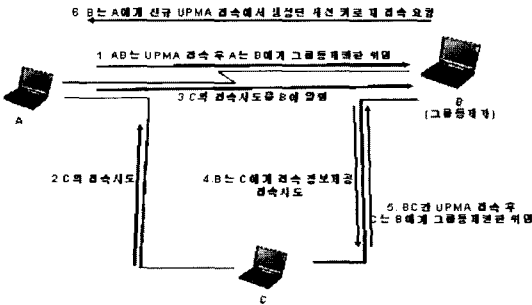 6. B는 A에게 신규 UPMA 접속에서 생성된 세션 키로 재 접속 요청
1. AB는 UPMA 접속 후 A는 B에게 그룹통제권한 위임
3.C의 접속시도를 B에 알림
A
B
(그룹통제자)
2.C의 접속시도
4.B는 C에게 접속 정보제공
접속시도
5. BC간 UPMA 접속 후
C는 B에게 그룹통제권한 위임
C